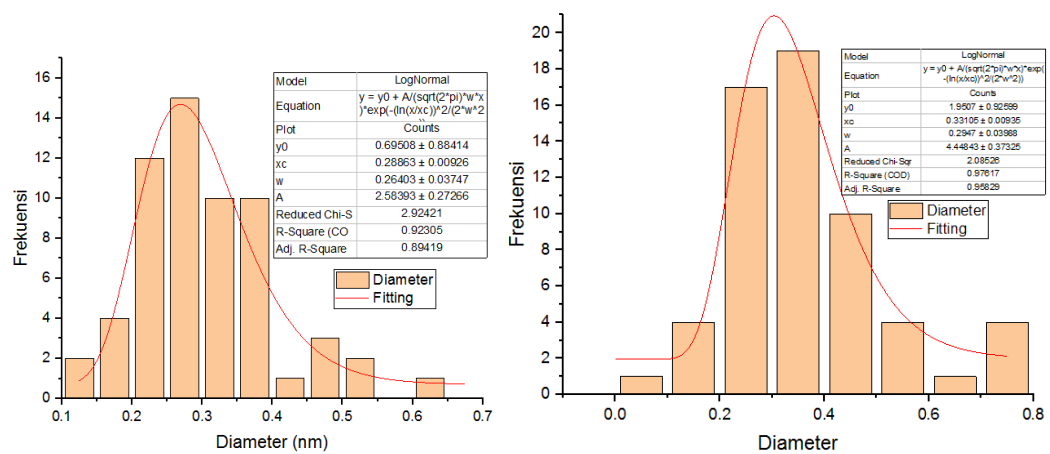 Frekuensi
16
14
12
10
8
6
4
2
0
0.1 0.2 0.3 0.4 0.5 0.6 0.7
Diameter (nm)
Model LogNormal
Equation y = y0 + A/(sqrt(2*pi)*w*x
)*exp(-(ln(x/xc))^2/(2*w^2
))
Plot Counts
y0 0.69508 ± 0.88414
xc 0.28863 ± 0.00926
w 0.26403 ± 0.03747
A 2.58393 ± 0.27266
Reduced Chi-S 2.92421
R-Square (CO 0.92305
Adj. R-Square 0.89419
Diameter
Fitting
Frekuensi
20
18
16
14
12
10
8
6
4
2
0
0.0 0.2 0.4 0.6 0.8
Diameter
Model LogNormal
Equation y = y0 + A/(sqrt(2*pi)*w*x)*exp(
-(ln(x/xc))^2/(2*w^2))
Plot Counts
y0 1.9507 ± 0.92599
xc 0.33105 ± 0.00935
w 0.2947 ± 0.03988
A 4.44843 ± 0.37325
Reduced Chi-Sqr 2.08526
R-Square (COD) 0.97617
Adj. R-Square 0.95829
Diameter
Fitting